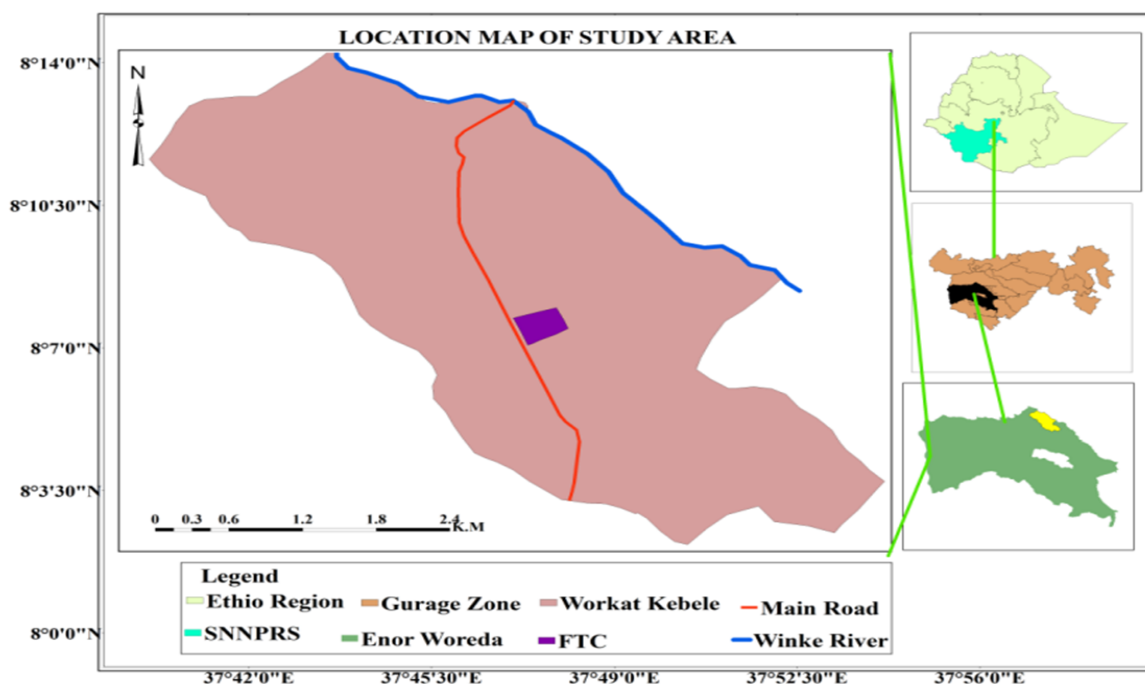 LOCATION MAP OF STUDY AREA
8°14'0"N
N
8°10'30"N
8°7'0"N
8°3'30"N
0 0.3 0.6 1.2 1.8 2.4
K.M
Legend
Ethio Region Gurage Zone Workat Kebele Main Road
SNNPRS Enor Woreda FTC Winke River
8°0'0"N
37°42'0"E 37°45'30"E 37°49'0"E 37°52'30"E 37°56'0"E